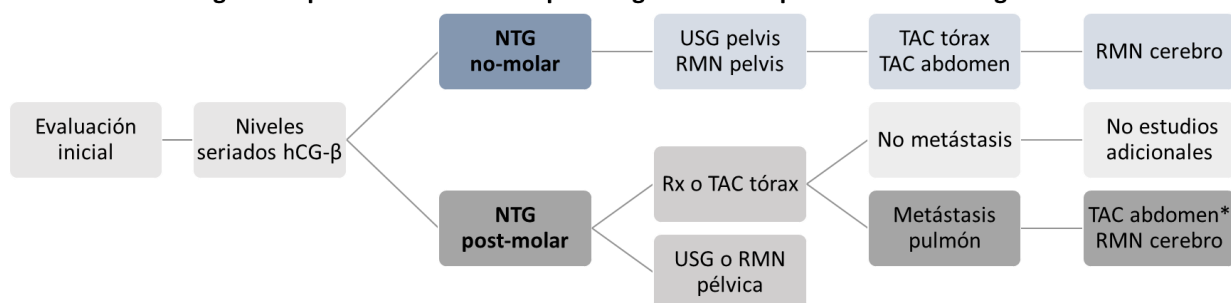 NTG
no-molar
USG pelvis
RMN pelvis
TAC tórax
TAC abdomen
RMN cerebro
Evaluación
inicial
Niveles
seriados hCG-β
No metástasis
No estudios
adicionales
Rx o TAC tórax
NTG
post-molar
Metástasis
pulmón
TAC abdomen*
RMN cerebro
USG o RMN
pélvica